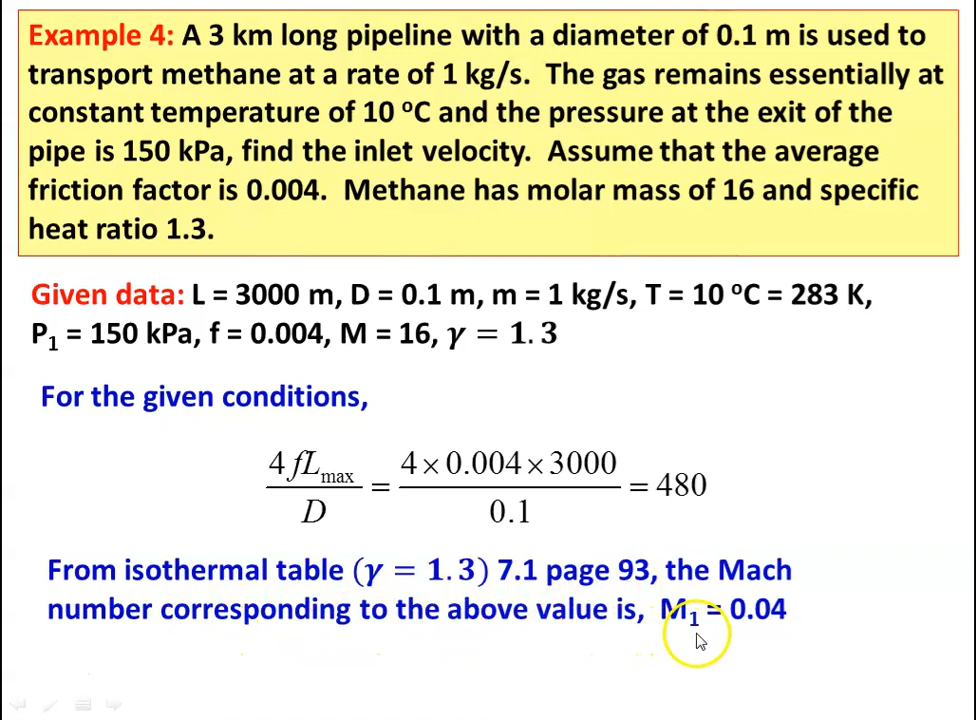 Example 4: A 3 km long pipeline with a diameter of 0.1 m is used to
transport methane at a rate of 1 kg/s. The gas remains essentially at
constant temperature of 10 ᵒC and the pressure at the exit of the
pipe is 150 kPa, find the inlet velocity. Assume that the average
friction factor is 0.004. Methane has molar mass of 16 and specific
heat ratio 1.3.
Given data: L = 3000 m, D = 0.1 m, m = 1 kg/s, T = 10 ᵒC = 283 K,
P₁ = 150 kPa, f = 0.004, M = 16, γ = 1.3
For the given conditions,
4fLmax / D = 4 × 0.004 × 3000 / 0.1 = 480
From isothermal table (γ = 1.3) 7.1 page 93, the Mach
number corresponding to the above value is, M₁ = 0.04